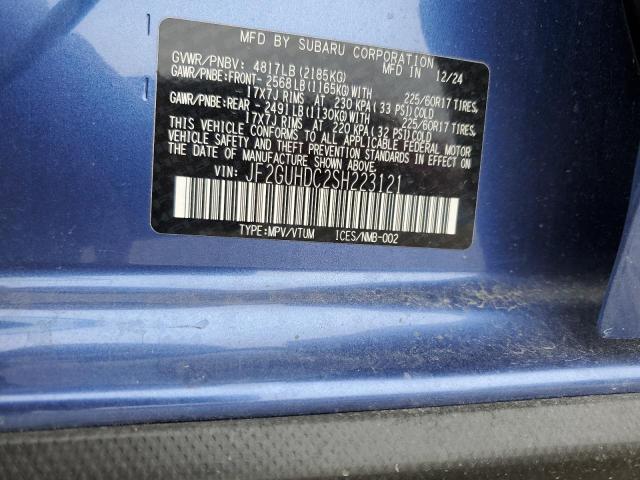 MFD BY SUBARU CORPORATION IN 12/24
GVWR/PNBV: 4817LB(2185KG)
GAWR/PNBE:FRONT-2568LB(1165KG)WITH 225/60R17 TIRES,
17X7J RIMS AT 230 KPA(33 PSI)COLD
GAWR/PNBE:REAR -2491LB(1130KG)WITH 225/60R17 TIRES,
17X7J RIMS AT 220 KPA(32 PSI)COLD
THIS VEHICLE CONFORMS TO ALL APPLICABLE FEDERAL MOTOR
VEHICLE SAFETY AND BUMPER STANDARDS IN EFFECT ON
THE DATE OF MANUFACTURE SHOWN ABOVE.
VIN: JF2GUHDC2SH223121
TYPE:MPV/VTUM ICES/NMB-002